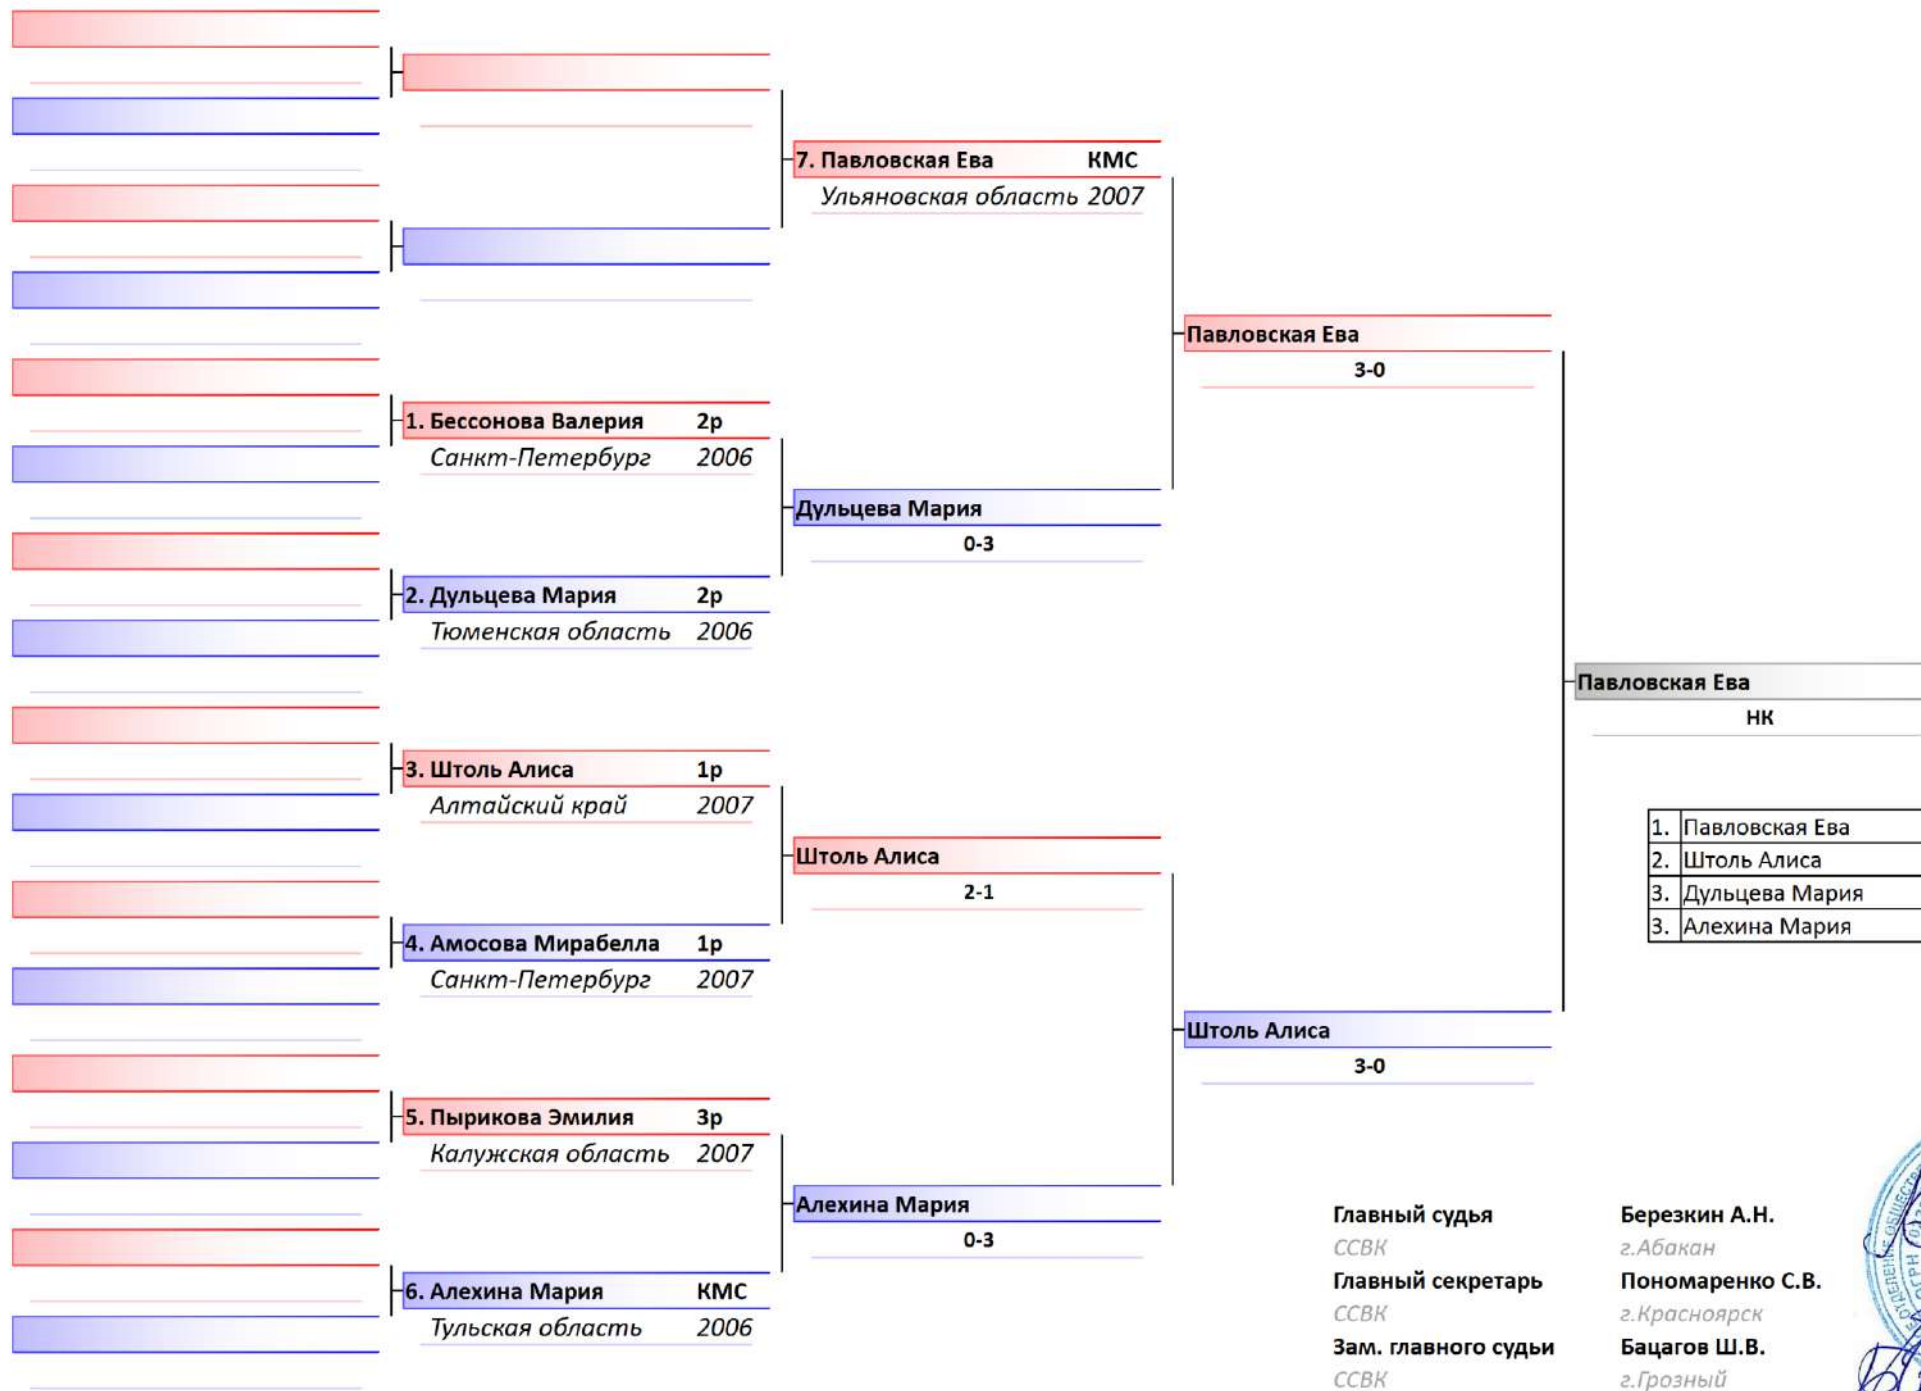 7. Павловская Ева КМС
Ульяновская область 2007
Павловская Ева
3-0
1. Бессонова Валерия 2р
Санкт-Петербург 2006
Дульцева Мария
0-3
2. Дульцева Мария 2р
Тюменская область 2006
Павловская Ева
НК
3. Штоль Алиса 1р
Алтайский край 2007
Штоль Алиса
2-1
1. Павловская Ева
2. Штоль Алиса
3. Дульцева Мария
3. Алехина Мария
4. Амосова Мирабелла 1р
Санкт-Петербург 2007
Штоль Алиса
3-0
5. Пырикова Эмилия 3р
Калужская область 2007
Алехина Мария
0-3
6. Алехина Мария КМС
Тульская область 2006
Главный судья Березкин А.Н.
ССВК г.Абакан
Главный секретарь Пономаренко С.В.
ССВК г.Красноярск
Зам. главного судьи Бацагов Ш.В.
ССВК г.Грозный